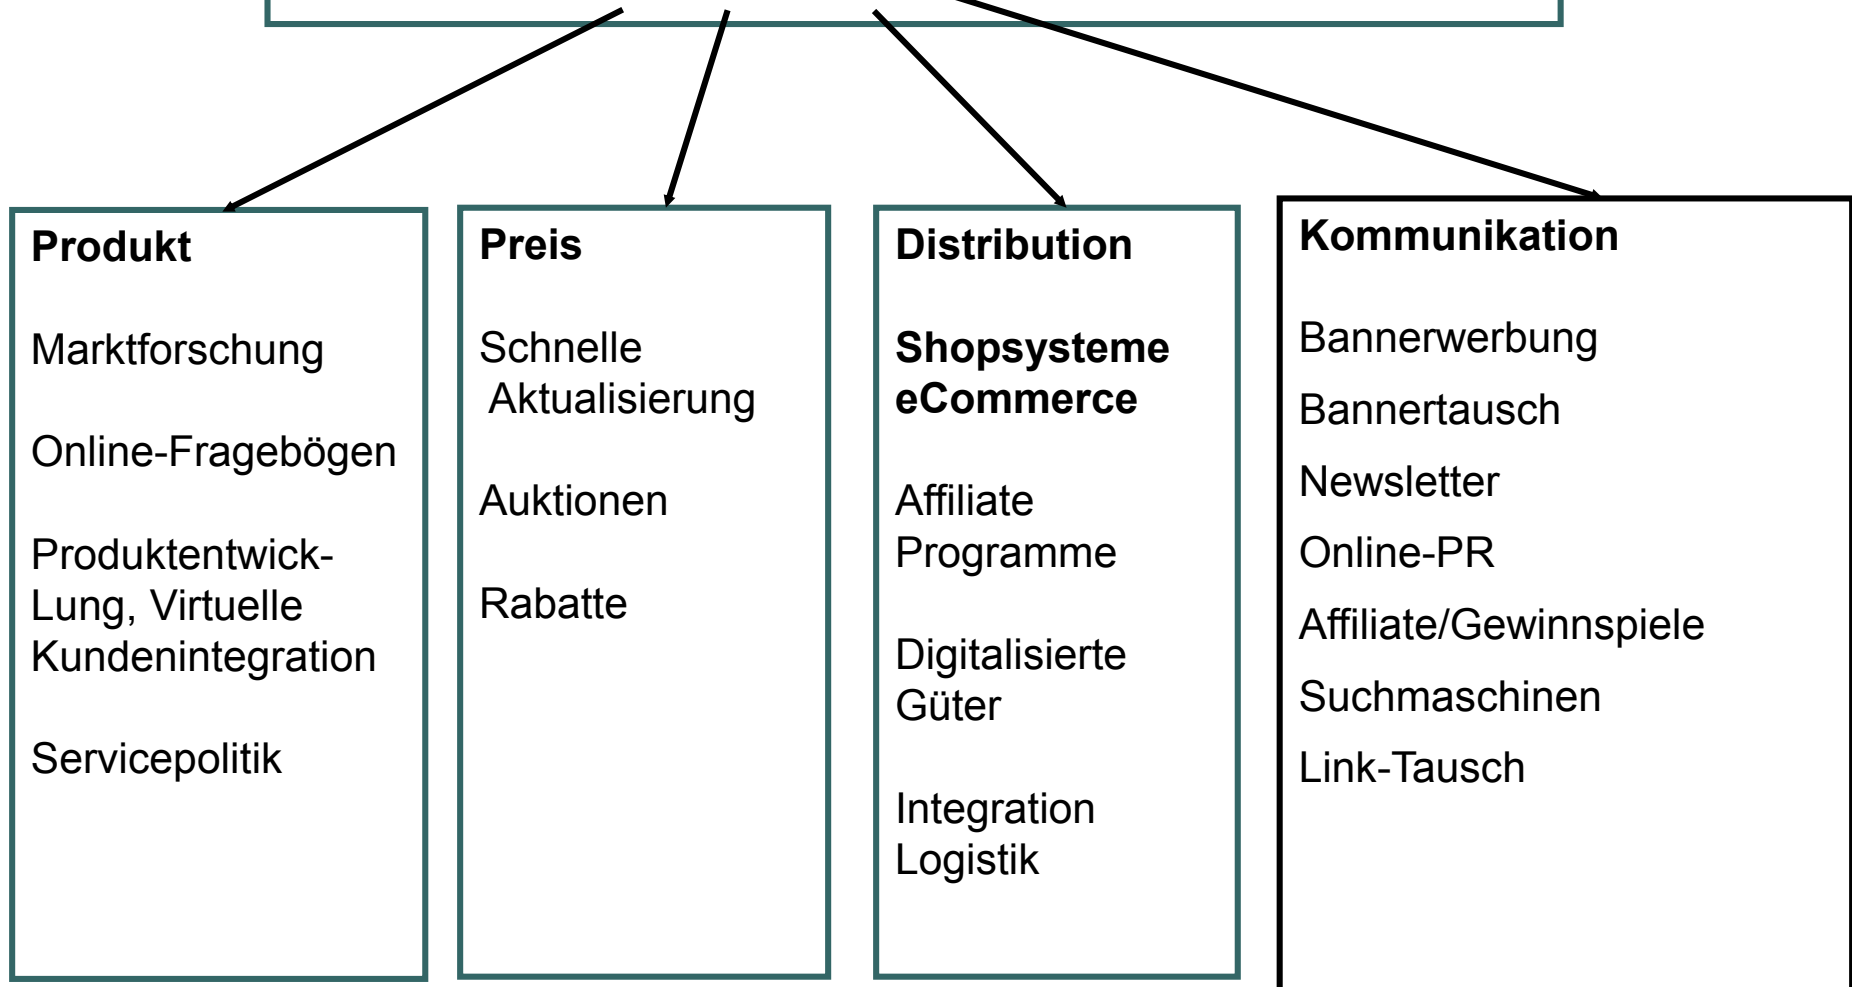 Produkt
Marktforschung
Online-Fragebögen
Produktentwick-
Lung, Virtuelle
Kundenintegration
Servicepolitik
Preis
Schnelle
Aktualisierung
Auktionen
Rabatte
Distribution
Shopsysteme
eCommerce
Affiliate
Programme
Digitalisierte
Güter
Integration
Logistik
Kommunikation
Bannerwerbung
Bannertausch
Newsletter
Online-PR
Affiliate/Gewinnspiele
Suchmaschinen
Link-Tausch